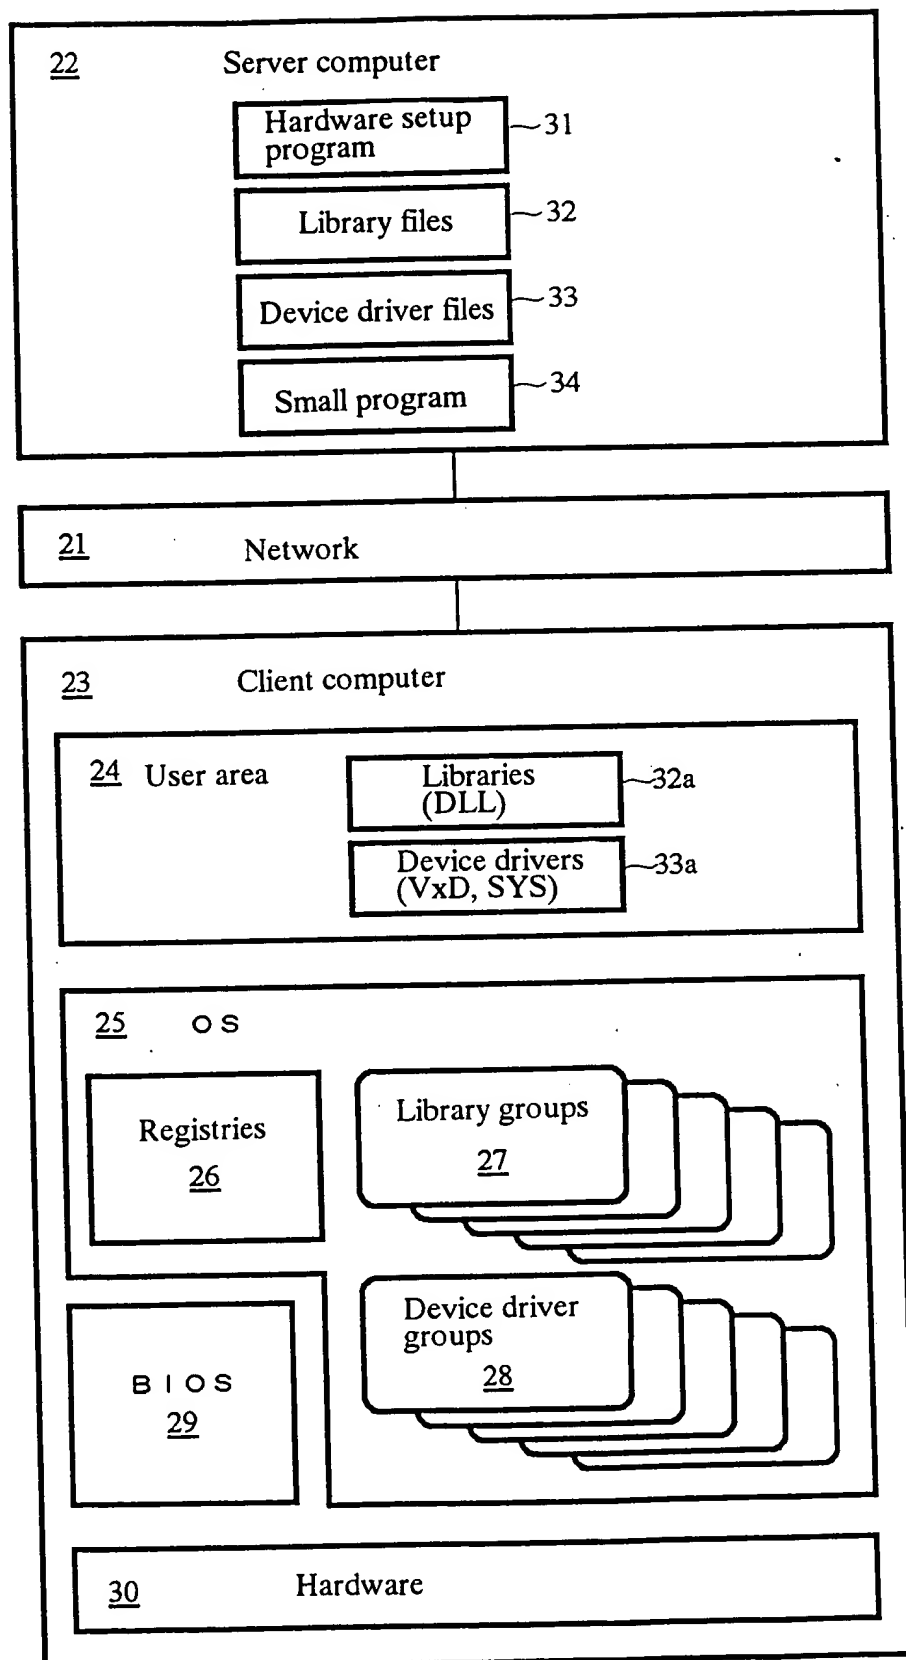 22 Server computer
Hardware setup
program
31
Library files
32
Device driver files
33
Small program
34
21 Network
23 Client computer
24 User area
Libraries
(DLL)
32a
Device drivers
(VxD, SYS)
33a
25 OS
Registries
26
Library groups
27
Device driver
groups
28
BIOS
29
30 Hardware